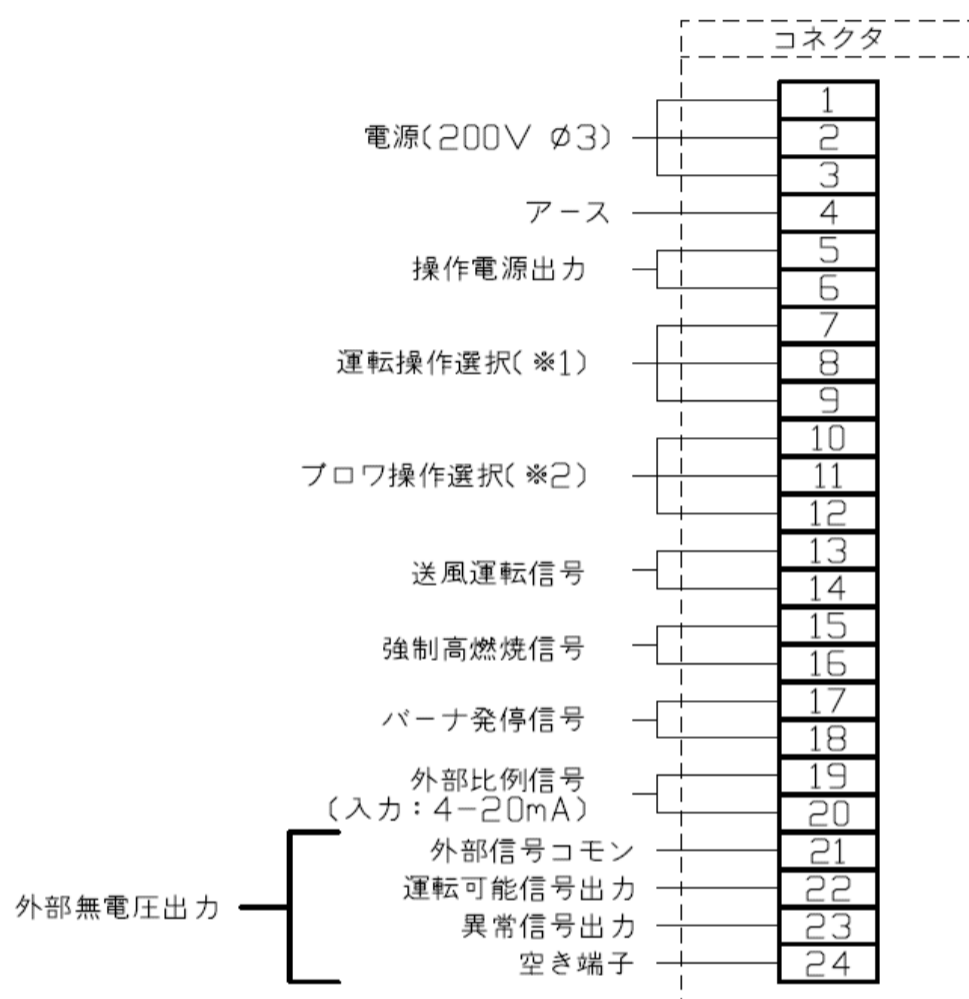 コネクタ
電源(200V Ø3)
1
2
3
アース
4
操作電源出力
5
6
運転操作選択(※1)
7
8
9
ブロワ操作選択(※2)
10
11
12
送風運転信号
13
14
強制高燃焼信号
15
16
バーナ発停信号
17
18
外部比例信号
(入力：4-20mA)
19
20
外部無電圧出力
外部信号コモン
21
運転可能信号出力
22
異常信号出力
23
空き端子
24